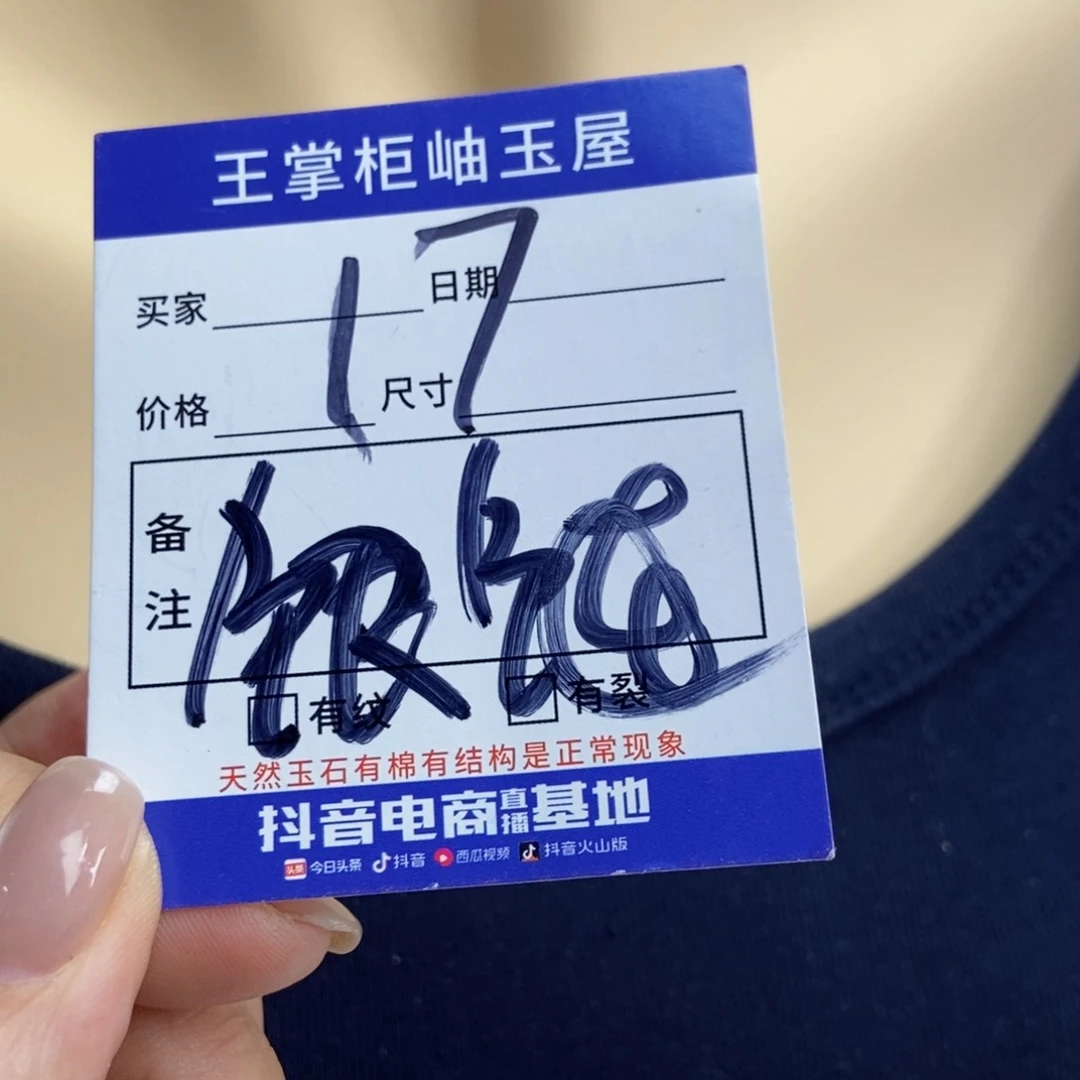 王掌柜岫玉屋
17
买家 日期
价格 尺寸
备注
有纹 有裂
天然玉石有棉有结构是正常现象
抖音电商直播基地
头条 今日头条 抖音 西瓜视频 抖音火山版